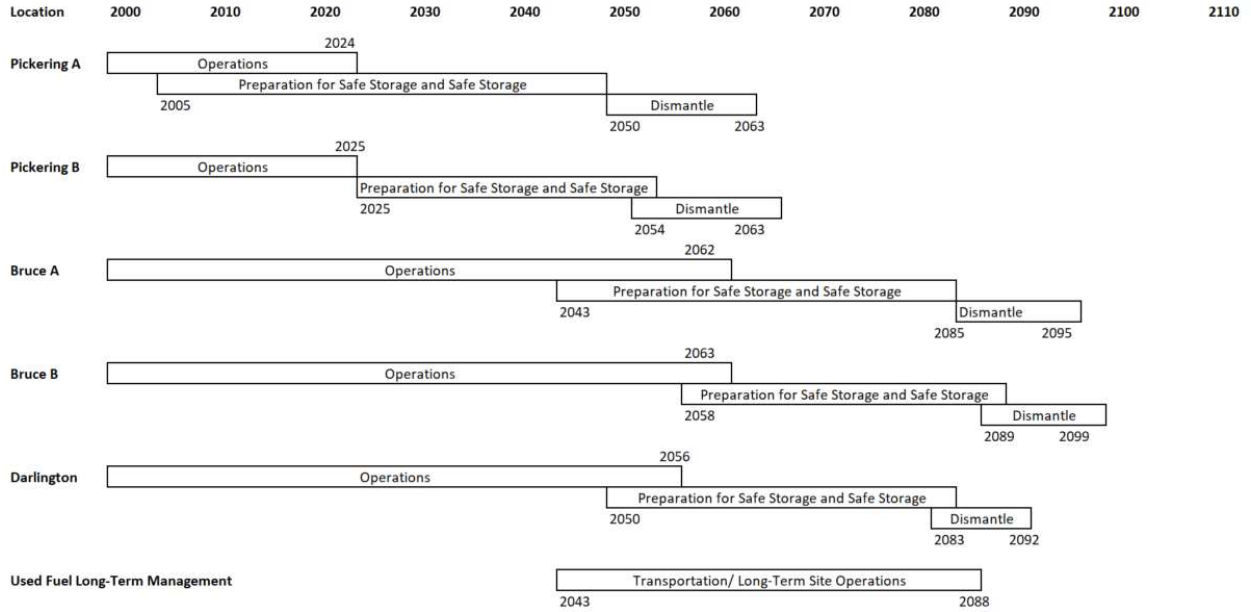 Location 2000 2010 2020 2030 2040 2050 2060 2070 2080 2090 2100 2110
2024
Pickering A Operations
Preparation for Safe Storage and Safe Storage
2005 Dismantle
2050 2063
2025
Pickering B Operations
Preparation for Safe Storage and Safe Storage
2025 Dismantle
2054 2063
2062
Bruce A Operations
Preparation for Safe Storage and Safe Storage
2043 Dismantle
2085 2095
2063
Bruce B Operations
Preparation for Safe Storage and Safe Storage
2058 Dismantle
2089 2099
2056
Darlington Operations
Preparation for Safe Storage and Safe Storage
2050 Dismantle
2083 2092
Used Fuel Long-Term Management Transportation/ Long-Term Site Operations
2043 2088